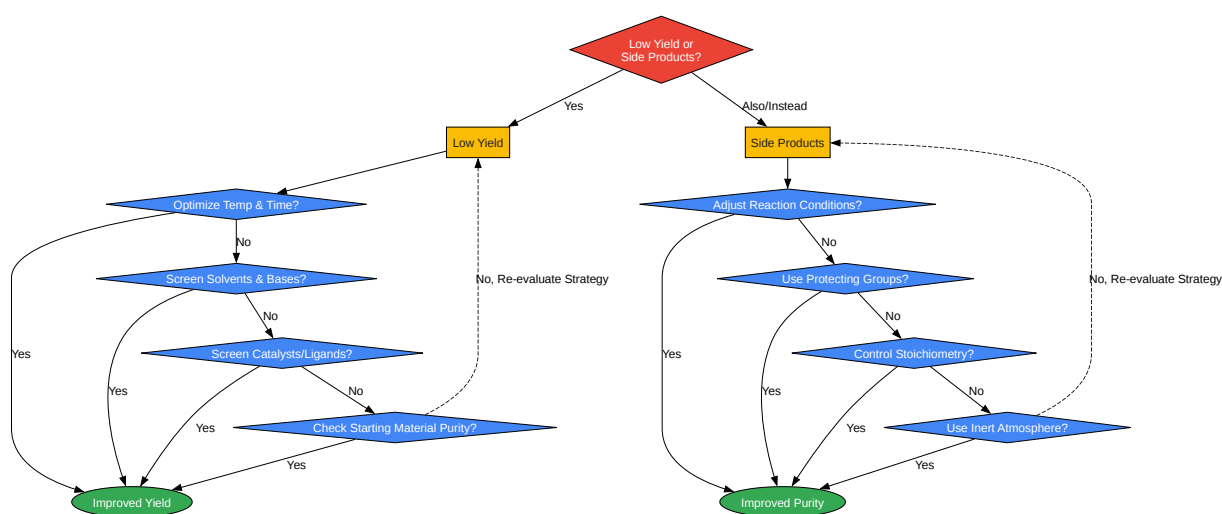 Low Yield or
Side Products?
Yes
Also/Instead
Low Yield
Side Products
Optimize Temp & Time?
Adjust Reaction Conditions?
No
No
Screen Solvents & Bases?
No, Re-evaluate Strategy
Use Protecting Groups?
No, Re-evaluate Strategy
No
No
Yes
Screen Catalysts/Ligands?
Yes
Control Stoichiometry?
Yes
No
Yes
No
Yes
Check Starting Material Purity?
Yes
Use Inert Atmosphere?
Yes
Yes
Improved Yield
Improved Purity